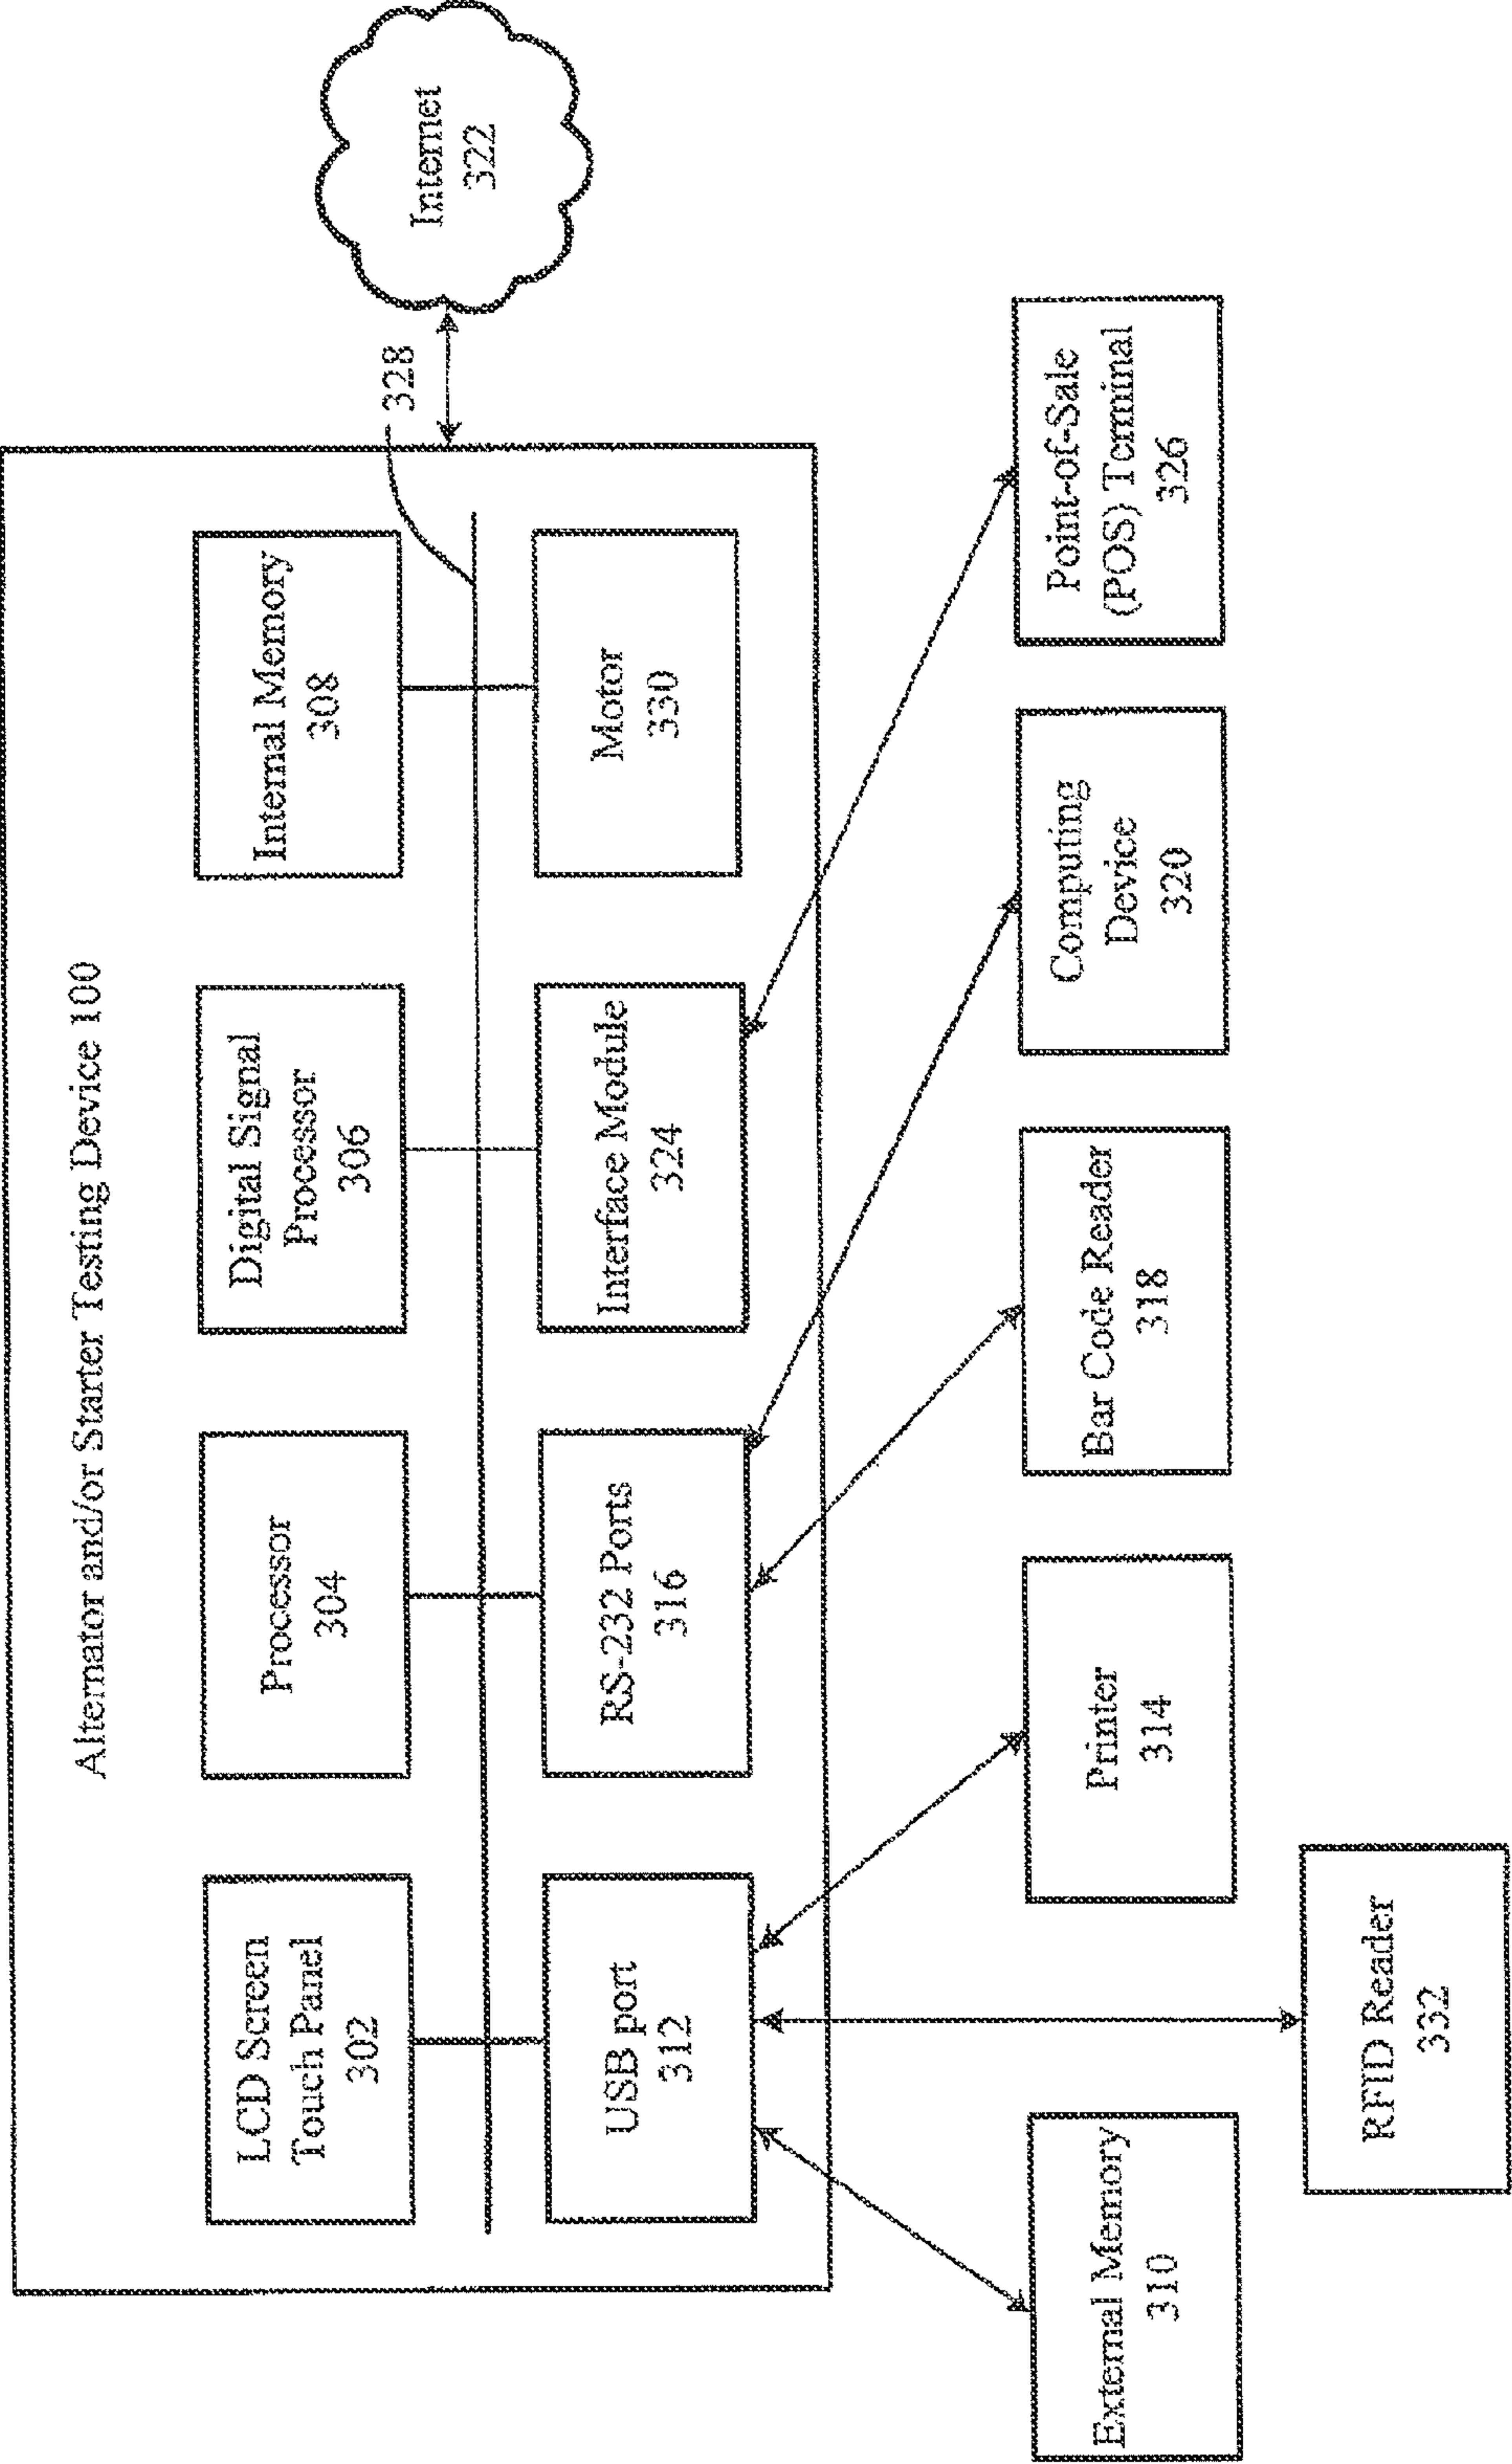 Alternator and/or Starter Testing Device 100
LCD Screen
Touch Panel
302
Processor
304
Digital Signal
Processor
306
Internal Memory
308
328
Internet
322
USB port
312
RS-232 Ports
316
Interface Module
324
Motor
330
External Memory
310
Printer
314
Bar Code Reader
318
Computing
Device
320
Point-of-Sale
(POS) Terminal
326
RFID Reader
332